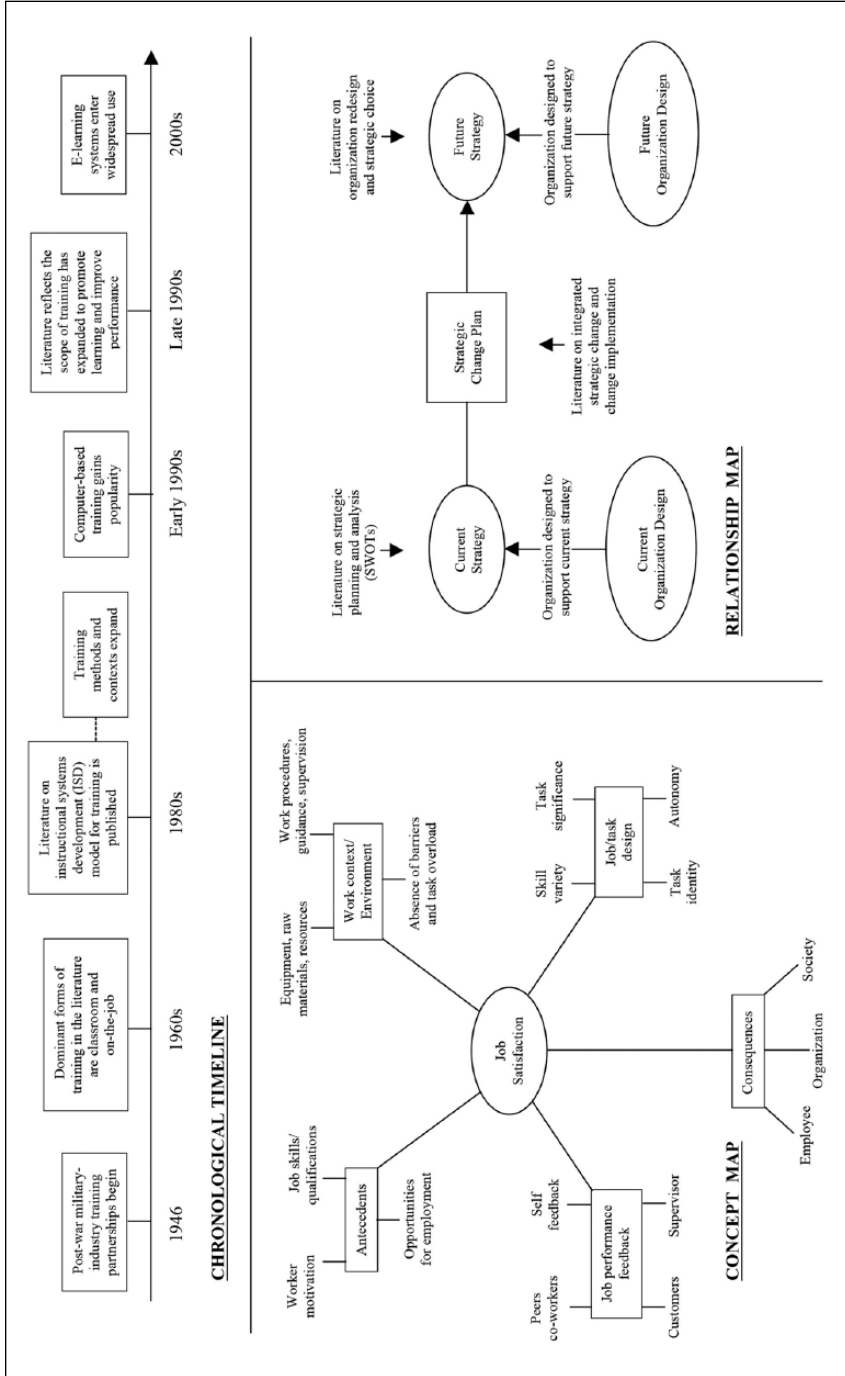 Post-war military-
industry training
partnerships begin
Dominant forms of
training in the literature
are classroom and
on-the-job
Literature on
instructional systems
development (ISD)
model for training is
published
Training
methods and
contexts expand
Computer-based
training gains
popularity
Literature reflects the
scope of training has
expanded to promote
learning and improve
performance
E-learning
systems enter
widespread use
1946
1960s
1980s
Early 1990s
Late 1990s
2000s
CHRONOLOGICAL TIMELINE
Worker
motivation
Job skills/
qualifications
Antecedents
Opportunities
for employment
Equipment, raw
materials, resources
Work procedures,
guidance, supervision
Work context/
Environment
Absence of barriers
and task overload
Job
Satisfaction
Peers
co-workers
Self
feedback
Job performance
feedback
Customers
Supervisor
Skill
variety
Task
significance
Job/task
design
Task
identity
Autonomy
Consequences
Employee
Organization
Society
CONCEPT MAP
Literature on strategic
planning and analysis
(SWOTs)
Literature on
organization redesign
and strategic choice
Current
Strategy
Strategic
Change Plan
Future
Strategy
Organization designed to
support current strategy
Literature on integrated
strategic change and
change implementation
Organization designed to
support future strategy
Current
Organization Design
Future
Organization Design
RELATIONSHIP MAP